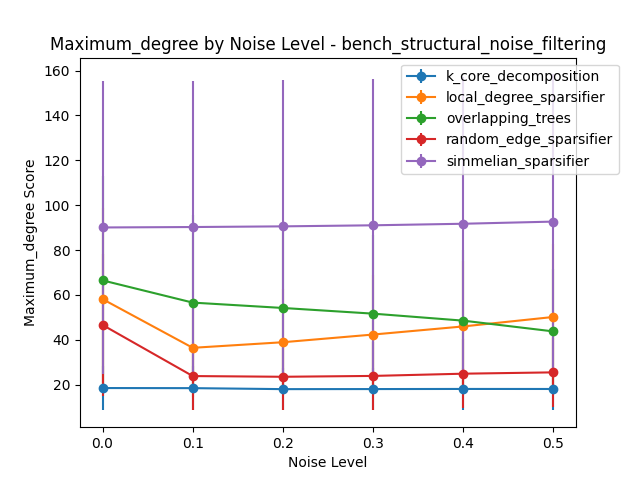 Maximum_degree by Noise Level - bench_structural_noise_filtering
k_core_decomposition
local_degree_sparsifier
overlapping_trees
random_edge_sparsifier
simmelian_sparsifier
Maximum_degree Score
160
140
120
100
80
60
40
20
0.0 0.1 0.2 0.3 0.4 0.5
Noise Level